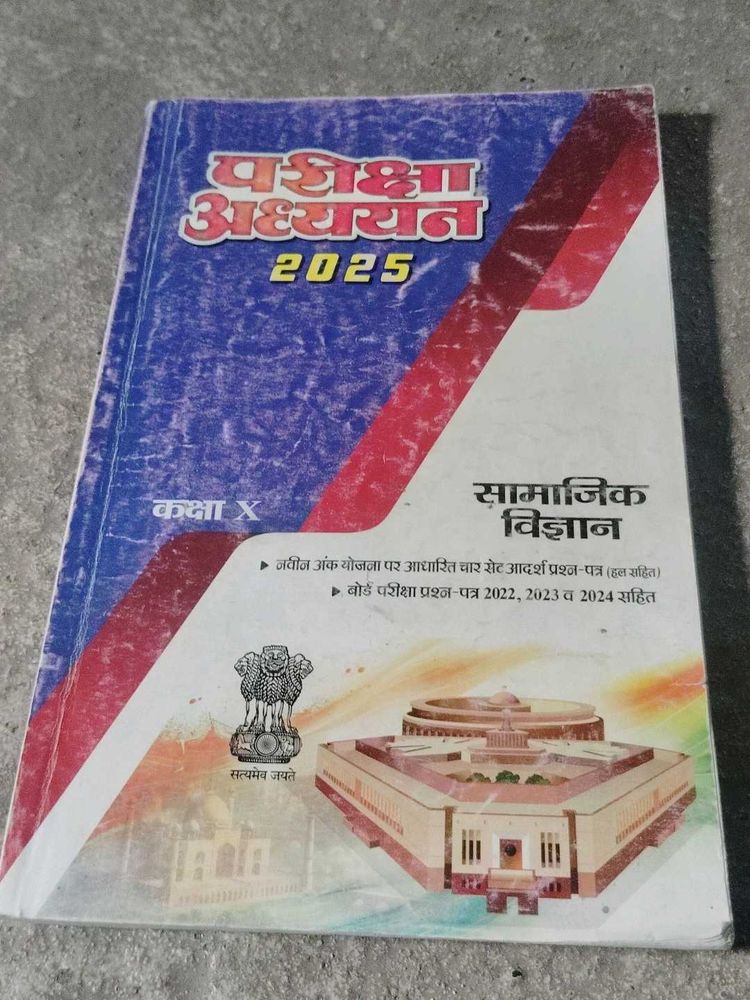 परीक्षा
अध्ययन
2025
कक्षा X
सामाजिक
विज्ञान
▶ नवीन अंक योजना पर आधारित चार सेट आदर्श प्रश्न-पत्र (हल सहित)
▶ बोर्ड परीक्षा प्रश्न-पत्र 2022, 2023 व 2024 सहित
सत्यमेव जयते